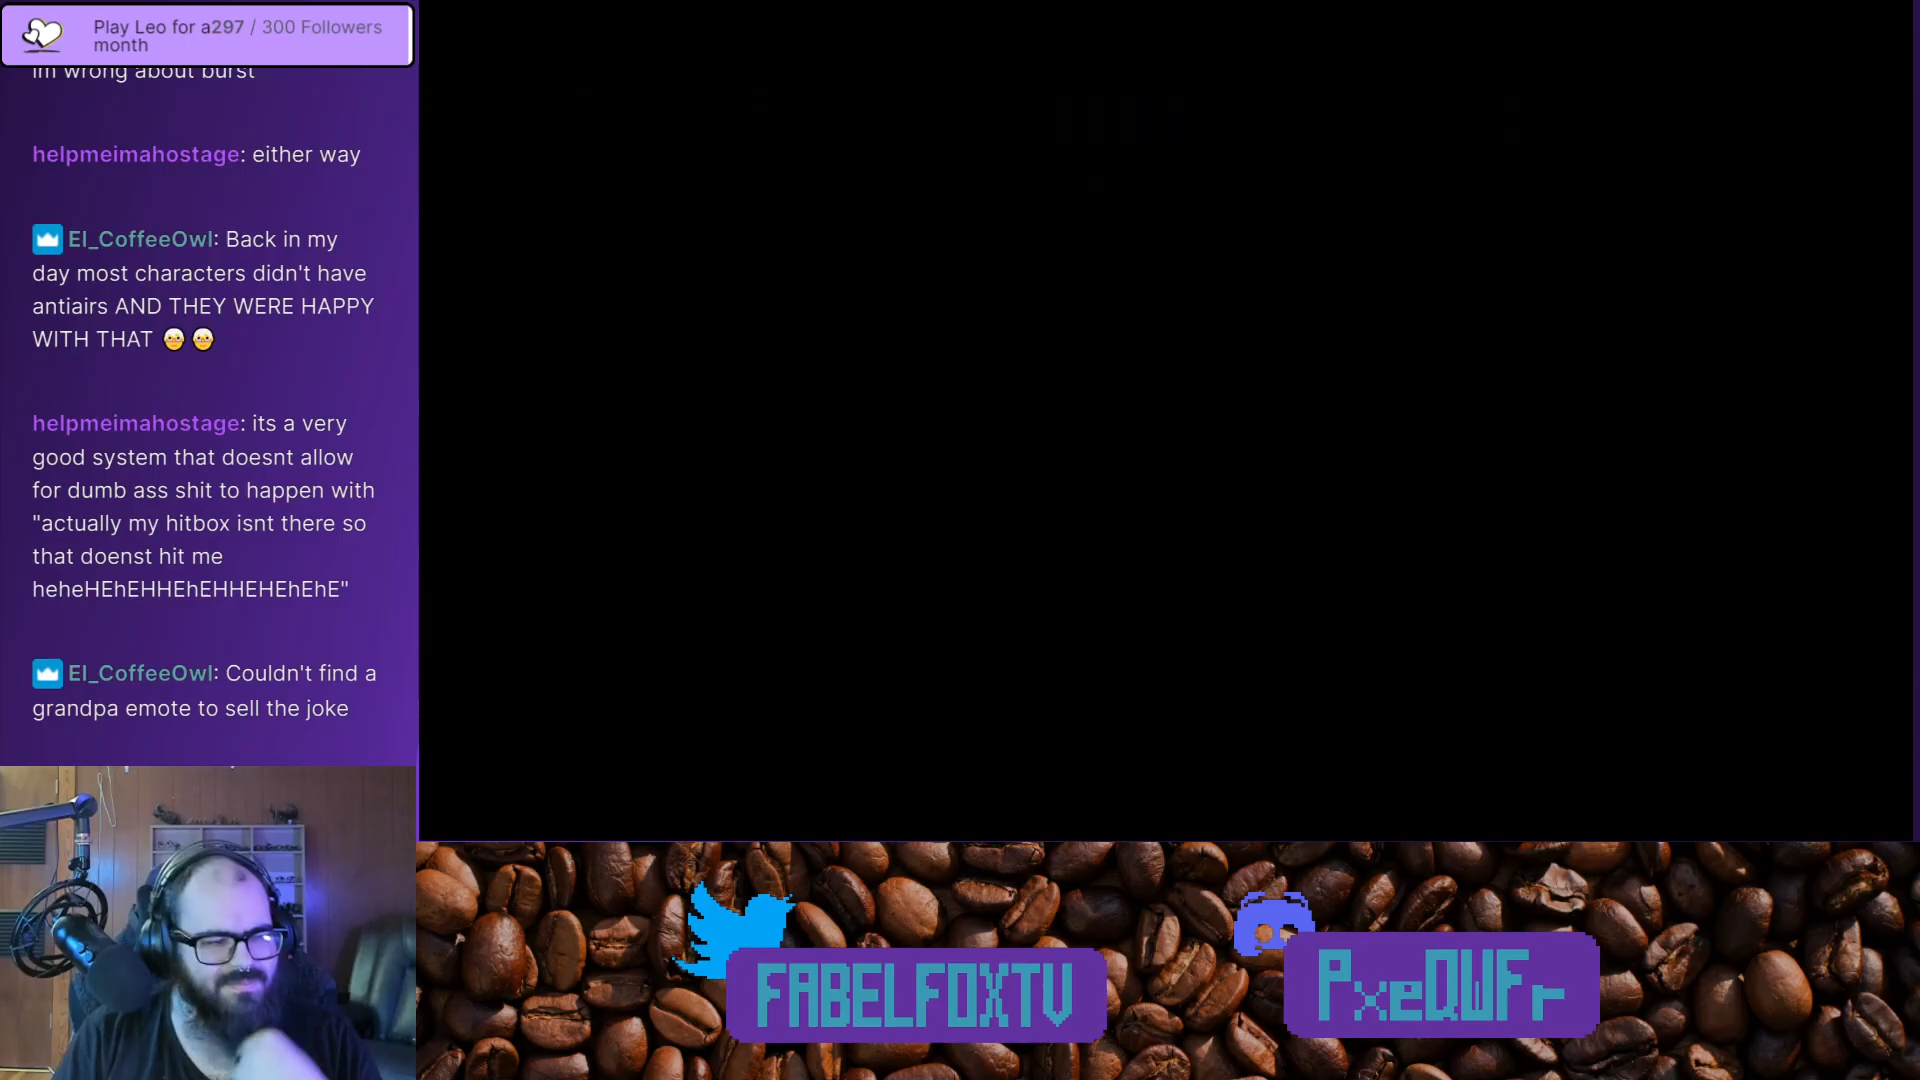 Play Leo for a 297 / 300 Followers
month
im wrong about burst
helpmeimahostage: either way
El_CoffeeOwl: Back in my
day most characters didn't have
antiairs AND THEY WERE HAPPY
WITH THAT 👴 👴
helpmeimahostage: its a very
good system that doesnt allow
for dumb ass shit to happen with
"actually my hitbox isnt there so
that doenst hit me
heheHEhEHHEhEHHEHEhEhE"
El_CoffeeOwl: Couldn't find a
grandpa emote to sell the joke
FABELFOXTV
PxeQWFr